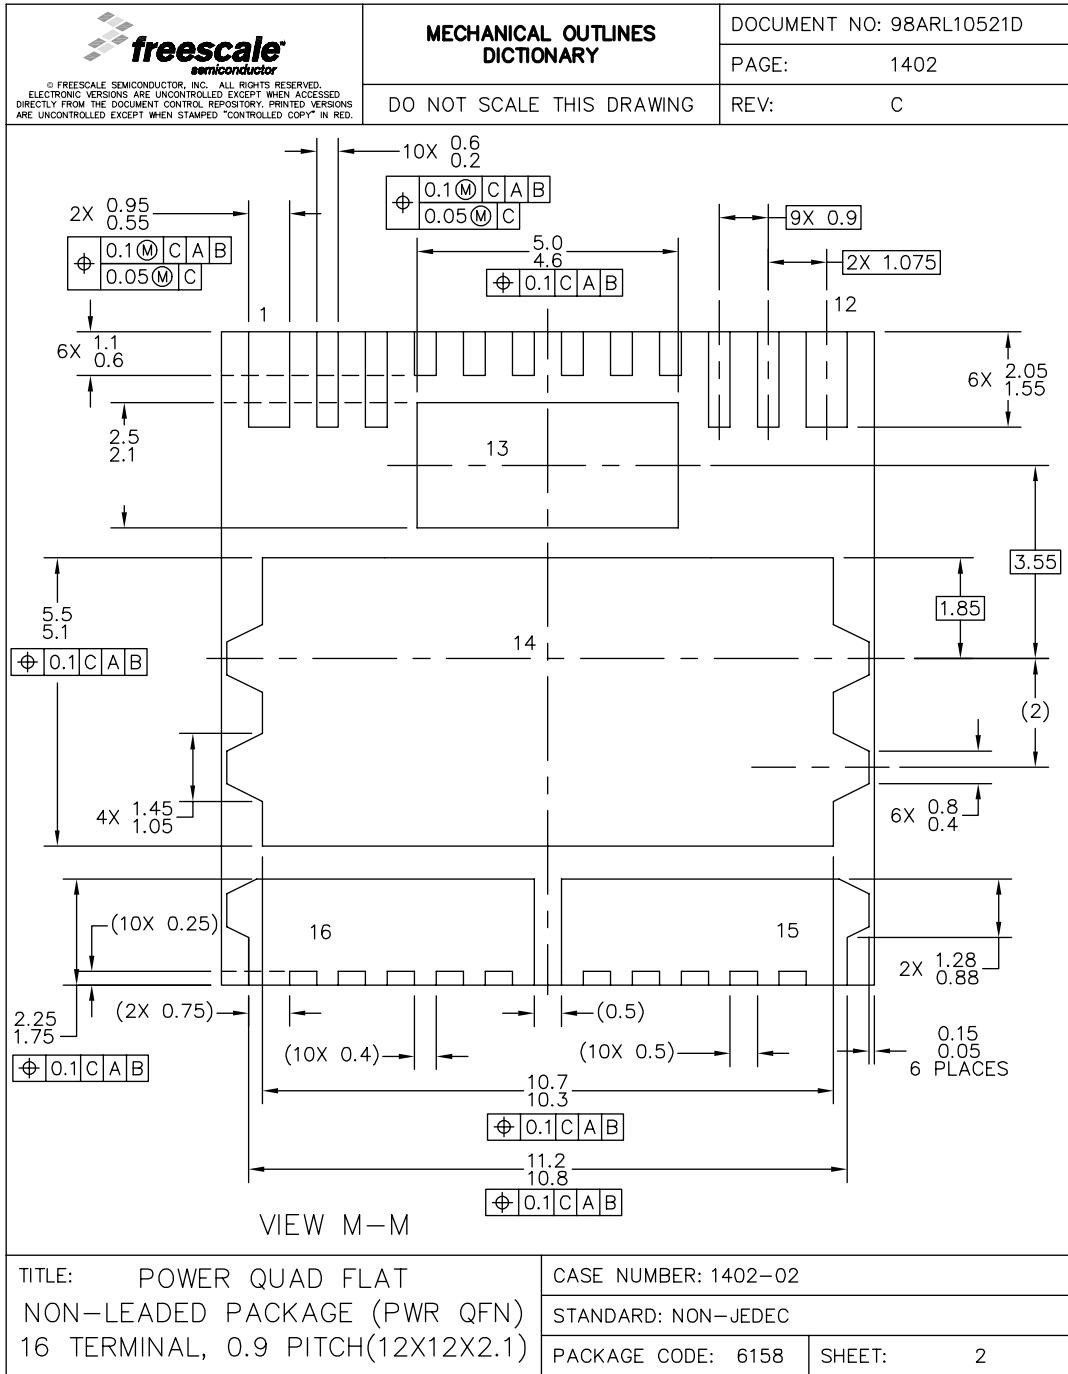 freescale™
semiconductor
© FREESCALE SEMICONDUCTOR, INC. ALL RIGHTS RESERVED.
ELECTRONIC VERSIONS ARE UNCONTROLLED EXCEPT WHEN ACCESSED
DIRECTLY FROM THE DOCUMENT CONTROL REPOSITORY. PRINTED VERSIONS
ARE UNCONTROLLED EXCEPT WHEN STAMPED "CONTROLLED COPY" IN RED.
MECHANICAL OUTLINES
DICTIONARY
DO NOT SCALE THIS DRAWING
DOCUMENT NO: 98ARL10521D
PAGE: 1402
REV: C
10X 0.6
0.2
⌖ 0.1Ⓜ C A B
0.05Ⓜ C
2X 0.95
0.55
⌖ 0.1Ⓜ C A B
0.05Ⓜ C
5.0
4.6
⌖ 0.1 C A B
9X 0.9
2X 1.075
1
12
6X 1.1
0.6
6X 2.05
1.55
2.5
2.1
13
3.55
1.85
5.5
5.1
⌖ 0.1 C A B
14
(2)
4X 1.45
1.05
6X 0.8
0.4
(10X 0.25)
16
15
2X 1.28
0.88
2.25
1.75
⌖ 0.1 C A B
(2X 0.75)
(0.5)
(10X 0.4)
(10X 0.5)
0.15
0.05
6 PLACES
10.7
10.3
⌖ 0.1 C A B
11.2
10.8
⌖ 0.1 C A B
VIEW M-M
TITLE: POWER QUAD FLAT
NON-LEADED PACKAGE (PWR QFN)
16 TERMINAL, 0.9 PITCH(12X12X2.1)
CASE NUMBER: 1402-02
STANDARD: NON-JEDEC
PACKAGE CODE: 6158
SHEET: 2